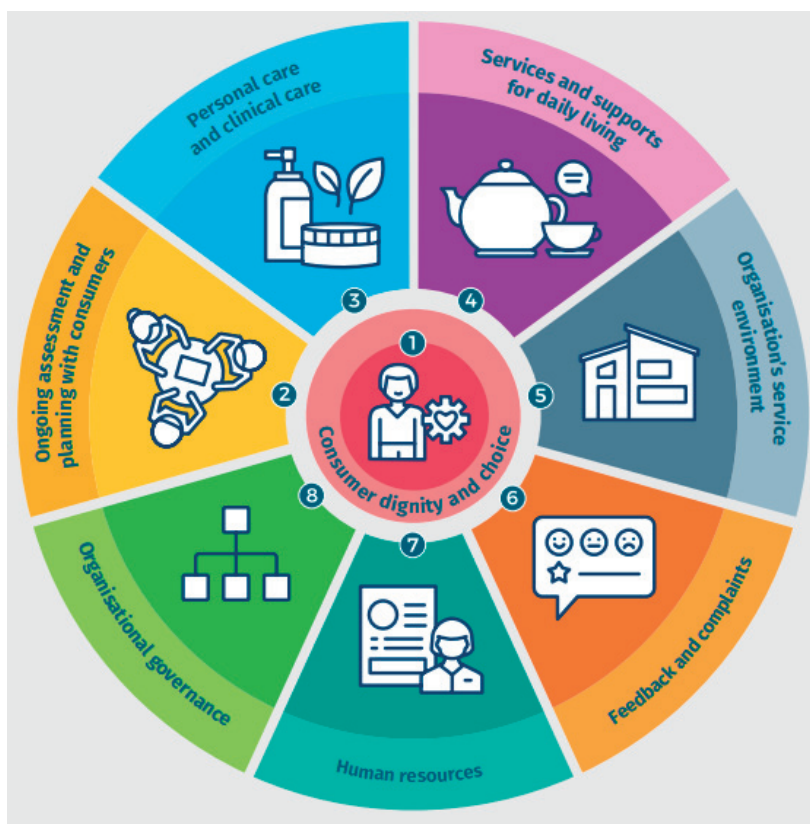 1
Consumer dignity and choice
2
Ongoing assessment and
planning with consumers
3
Personal care
and clinical care
4
Services and supports
for daily living
5
Organisation's service
environment
6
Feedback and complaints
7
Human resources
8
Organisational governance